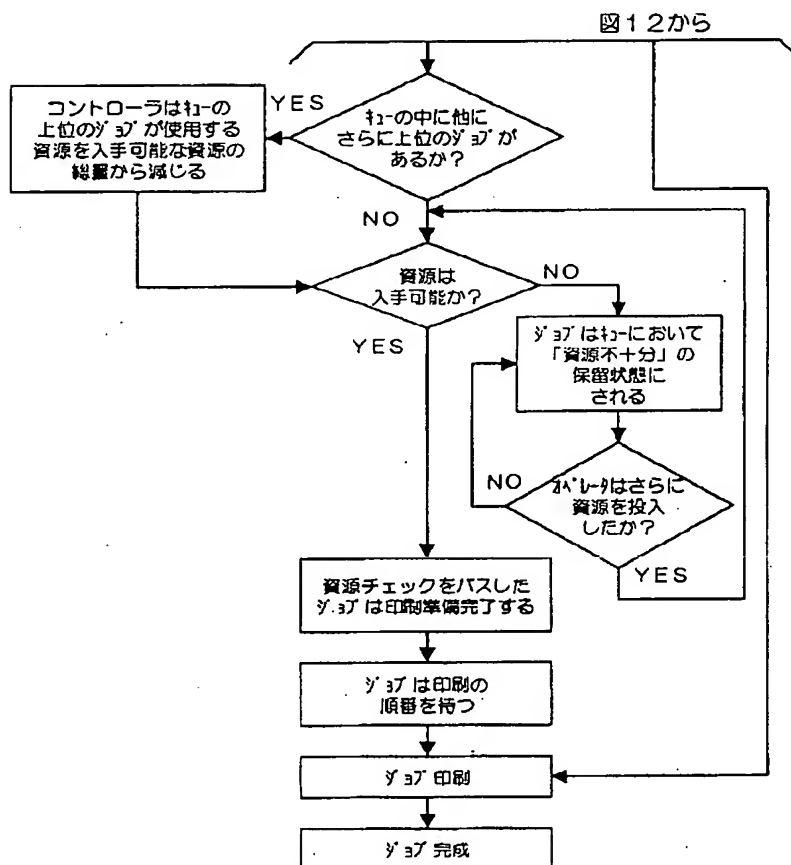 図12から
キューの中に他に
さらに上位のジョブが
あるか?
YES
コントローラはキューの
上位のジョブが使用する
資源を入手可能な資源の
総量から減じる
NO
資源は
入手可能か?
NO
YES
ジョブはキューにおいて
「資源不十分」の
保留状態に
される
NO
オペレータはさらに
資源を投入
したか?
YES
資源チェックをパスした
ジョブは印刷準備完了する
ジョブは印刷の
順番を待つ
ジョブ印刷
ジョブ完成